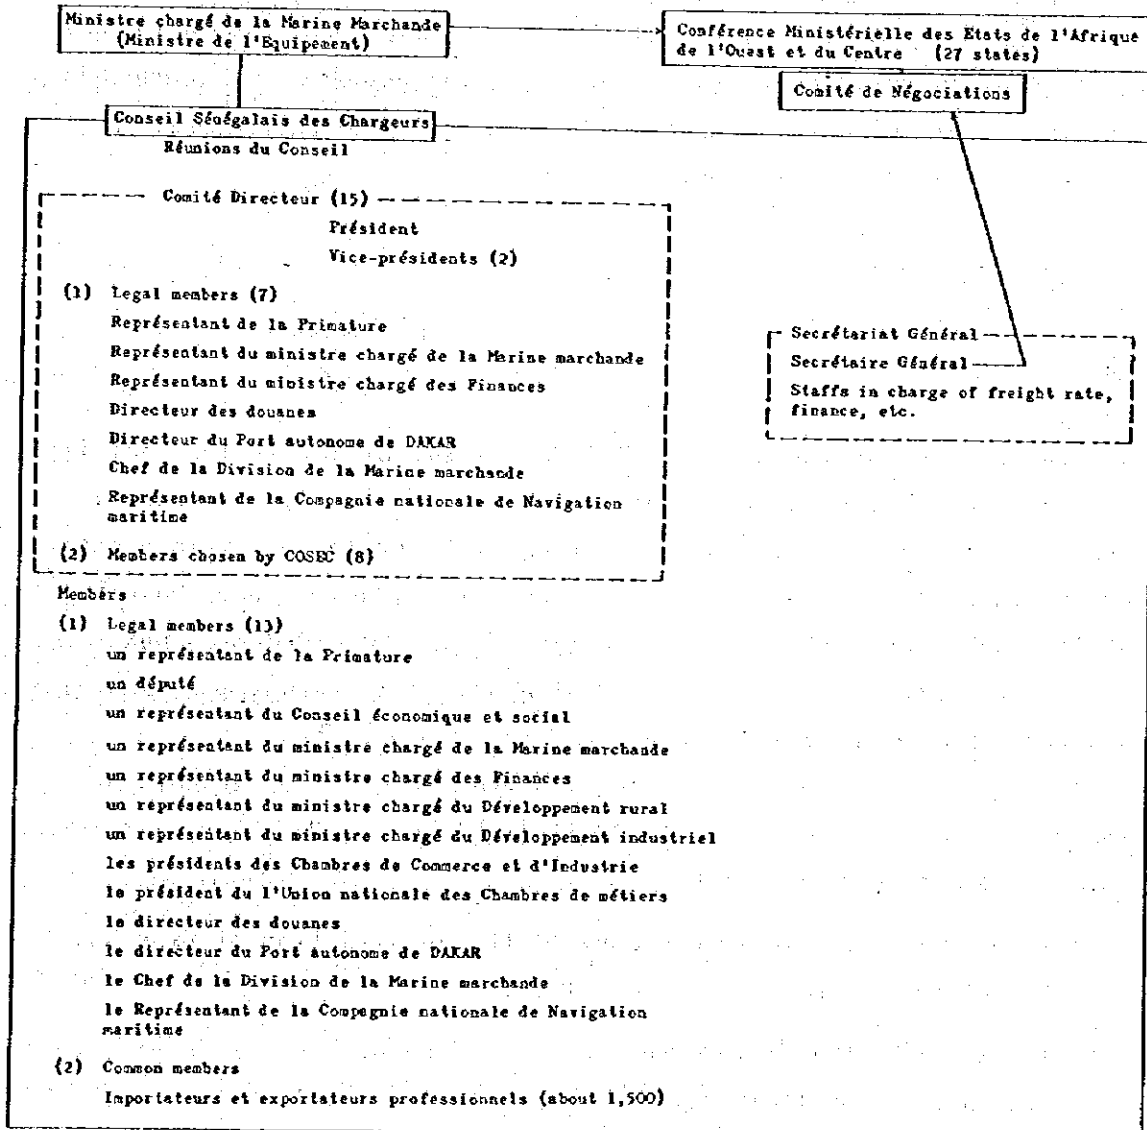 Ministre chargé de la Marine Marchande
(Ministre de l'Equipement)
Conférence Ministérielle des Etats de l'Afrique
de l'Ouest et du Centre (27 states)
Comité de Négociations
Conseil Sénégalais des Chargeurs
Réunions du Conseil
Comité Directeur (15)
Président
Vice-présidents (2)
(1) Legal members (7)
Représentant de la Primature
Représentant du ministre chargé de la Marine marchande
Représentant du ministre chargé des Finances
Directeur des douanes
Directeur du Port autonome de DAKAR
Chef de la Division de la Marine marchande
Représentant de la Compagnie nationale de Navigation
maritime
(2) Members chosen by COSEC (8)
Secrétariat Général
Secrétaire Général
Staffs in charge of freight rate,
finance, etc.
Members
(1) Legal members (13)
un représentant de la Primature
un député
un représentant du Conseil économique et social
un représentant du ministre chargé de la Marine marchande
un représentant du ministre chargé des Finances
un représentant du ministre chargé du Développement rural
un représentant du ministre chargé du Développement industriel
les présidents des Chambres de Commerce et d'Industrie
le président du l'Union nationale des Chambres de métiers
le directeur des douanes
le directeur du Port autonome de DAKAR
le Chef de la Division de la Marine marchande
le Représentant de la Compagnie nationale de Navigation
maritime
(2) Common members
Importateurs et exportateurs professionnels (about 1,500)